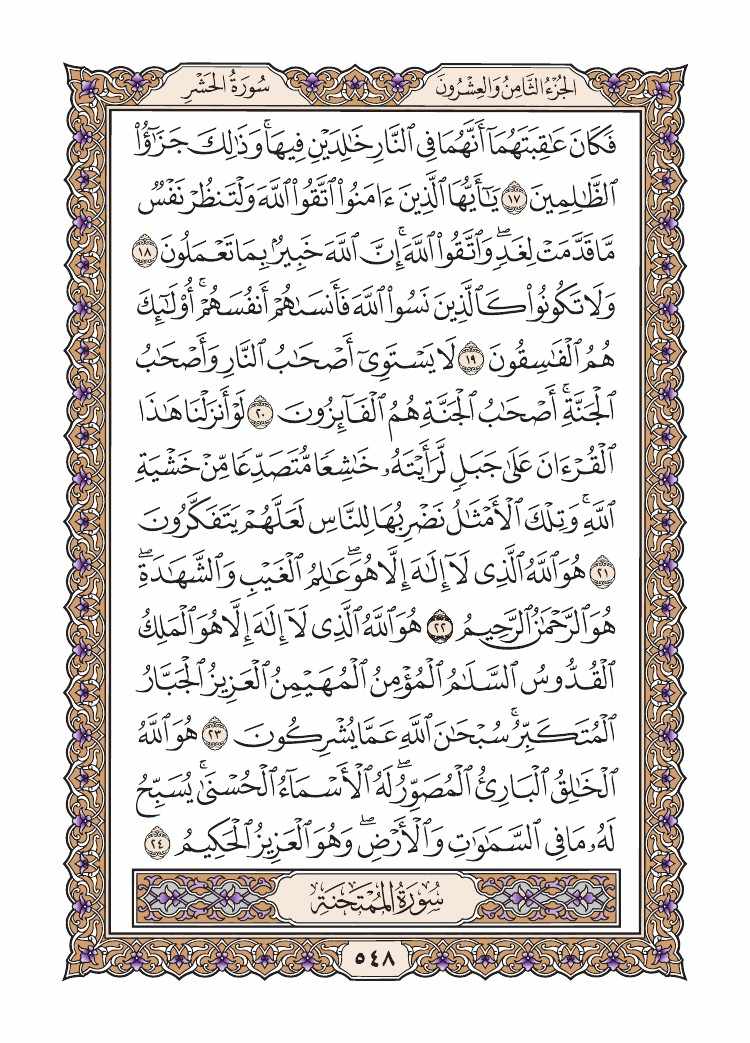 الجُزْءُ الثَّامِنُ وَالعِشْرُونَ
سُورَةُ الحَشْرِ
فَكَانَ عَٰقِبَتَهُمَآ أَنَّهُمَا فِي ٱلنَّارِ خَٰلِدَيْنِ فِيهَاۚ وَذَٰلِكَ جَزَٰٓؤُاْ
ٱلظَّٰلِمِينَ ١٧ يَٰٓأَيُّهَا ٱلَّذِينَ ءَامَنُواْ ٱتَّقُواْ ٱللَّهَ وَلْتَنظُرْ نَفْسٌ
مَّا قَدَّمَتْ لِغَدٍۖ وَٱتَّقُواْ ٱللَّهَۚ إِنَّ ٱللَّهَ خَبِيرُۢ بِمَا تَعْمَلُونَ ١٨
وَلَا تَكُونُواْ كَٱلَّذِينَ نَسُواْ ٱللَّهَ فَأَنسَىٰهُمْ أَنفُسَهُمْۚ أُوْلَٰٓئِكَ
هُمُ ٱلْفَٰسِقُونَ ١٩ لَا يَسْتَوِيٓ أَصْحَٰبُ ٱلنَّارِ وَأَصْحَٰبُ
ٱلْجَنَّةِۚ أَصْحَٰبُ ٱلْجَنَّةِ هُمُ ٱلْفَآئِزُونَ ٢٠ لَوْ أَنزَلْنَا هَٰذَا
ٱلْقُرْءَانَ عَلَىٰ جَبَلٍ لَّرَأَيْتَهُۥ خَٰشِعًا مُّتَصَدِّعًا مِّنْ خَشْيَةِ
ٱللَّهِۚ وَتِلْكَ ٱلْأَمْثَٰلُ نَضْرِبُهَا لِلنَّاسِ لَعَلَّهُمْ يَتَفَكَّرُونَ
٢١ هُوَ ٱللَّهُ ٱلَّذِي لَآ إِلَٰهَ إِلَّا هُوَۖ عَٰلِمُ ٱلْغَيْبِ وَٱلشَّهَٰدَةِۖ
هُوَ ٱلرَّحْمَٰنُ ٱلرَّحِيمُ ٢٢ هُوَ ٱللَّهُ ٱلَّذِي لَآ إِلَٰهَ إِلَّا هُوَ ٱلْمَلِكُ
ٱلْقُدُّوسُ ٱلسَّلَٰمُ ٱلْمُؤْمِنُ ٱلْمُهَيْمِنُ ٱلْعَزِيزُ ٱلْجَبَّارُ
ٱلْمُتَكَبِّرُۚ سُبْحَٰنَ ٱللَّهِ عَمَّا يُشْرِكُونَ ٢٣ هُوَ ٱللَّهُ
ٱلْخَٰلِقُ ٱلْبَارِئُ ٱلْمُصَوِّرُۖ لَهُ ٱلْأَسْمَآءُ ٱلْحُسْنَىٰۚ يُسَبِّحُ
لَهُۥ مَا فِي ٱلسَّمَٰوَٰتِ وَٱلْأَرْضِۖ وَهُوَ ٱلْعَزِيزُ ٱلْحَكِيمُ ٢٤
سُورَةُ المُمْتَحنَةِ
٥٤٨